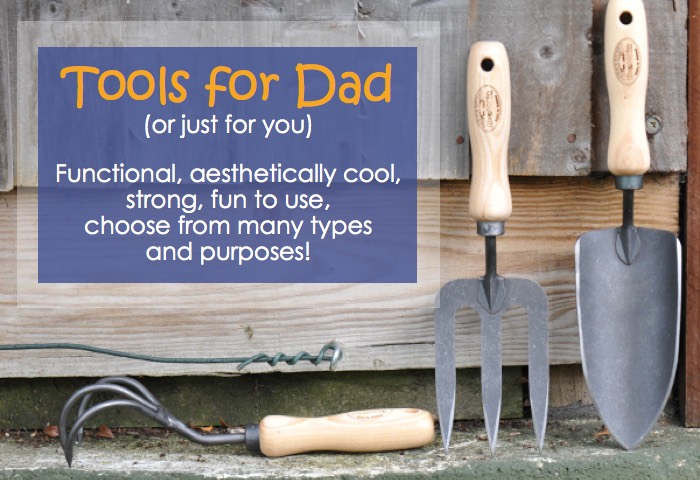 Tools for Dad
(or just for you)
Functional, aesthetically cool,
strong, fun to use,
choose from many types
and purposes!